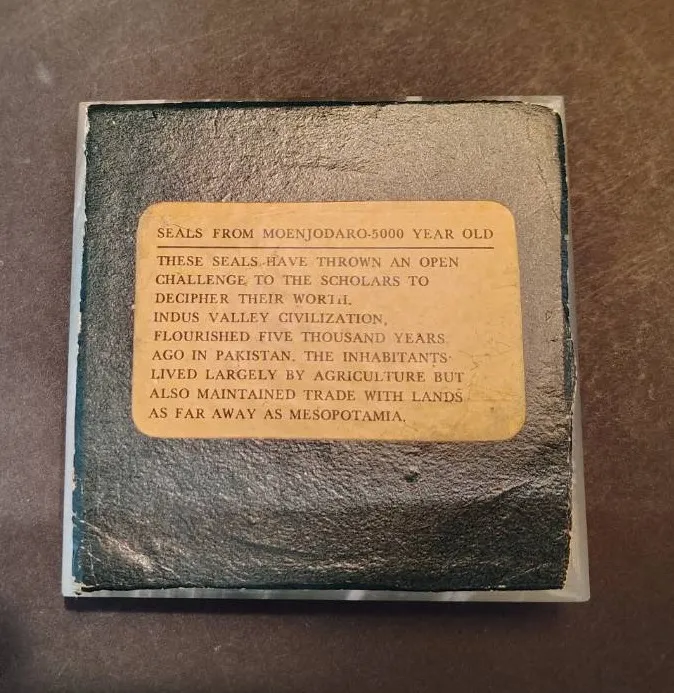 SEALS FROM MOENJODARO-5000 YEAR OLD
THESE SEALS HAVE THROWN AN OPEN
CHALLENGE TO THE SCHOLARS TO
DECIPHER THEIR WORTH.
INDUS VALLEY CIVILIZATION,
FLOURISHED FIVE THOUSAND YEARS
AGO IN PAKISTAN. THE INHABITANTS
LIVED LARGELY BY AGRICULTURE BUT
ALSO MAINTAINED TRADE WITH LANDS
AS FAR AWAY AS MESOPOTAMIA.